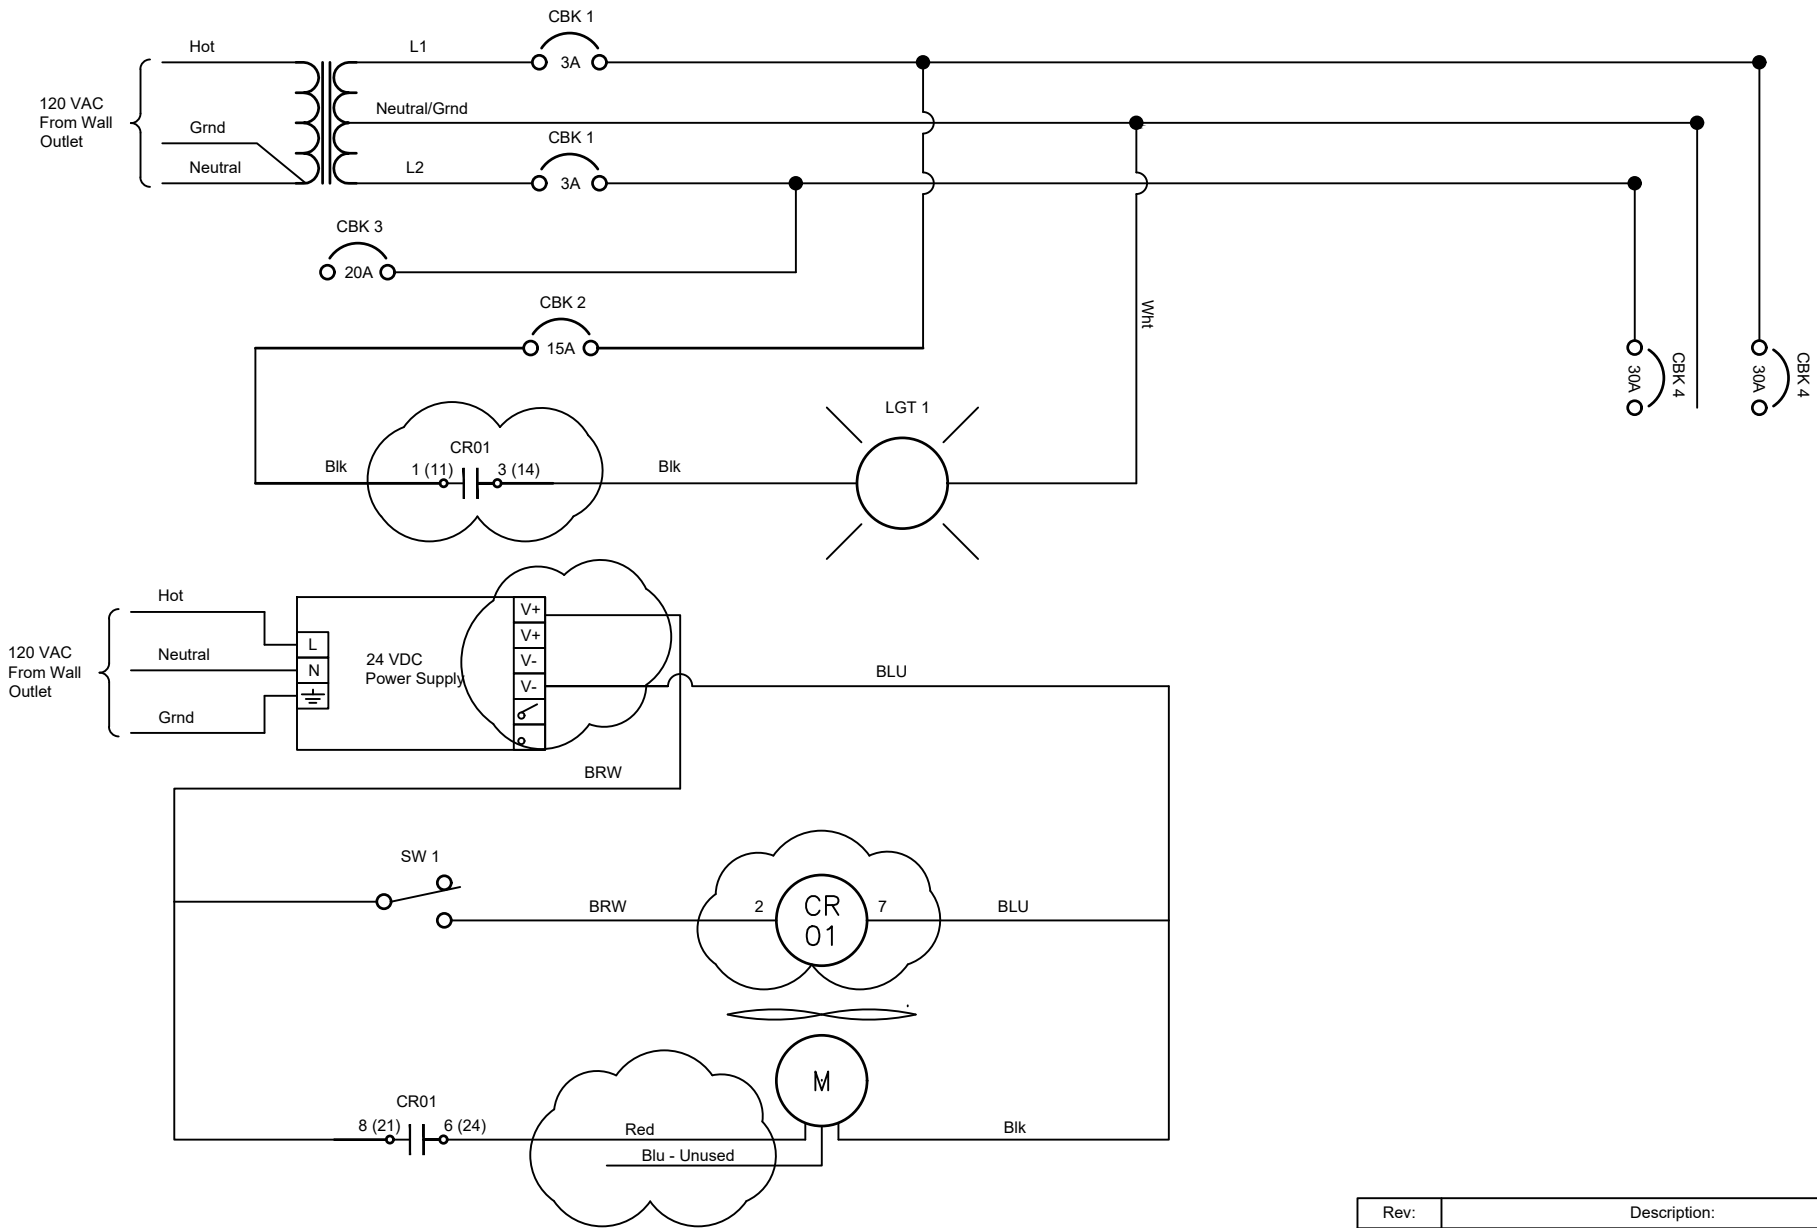 CBK 1
Hot
L1
3A
120 VAC
From Wall
Outlet
Neutral/Grnd
Grnd
CBK 1
Neutral
L2
3A
CBK 3
20A
CBK 2
15A
Wht
30A
CBK 4
30A
CBK 4
LGT 1
CR01
Blk
1 (11)
3 (14)
Blk
Hot
120 VAC
From Wall
Outlet
Neutral
Grnd
L
N
24 VDC
Power Supply
V+
V+
V-
V-
BLU
BRW
SW 1
BRW
2
CR
01
7
BLU
M
CR01
8 (21)
6 (24)
Red
Blk
Blu - Unused
Rev:
Description: